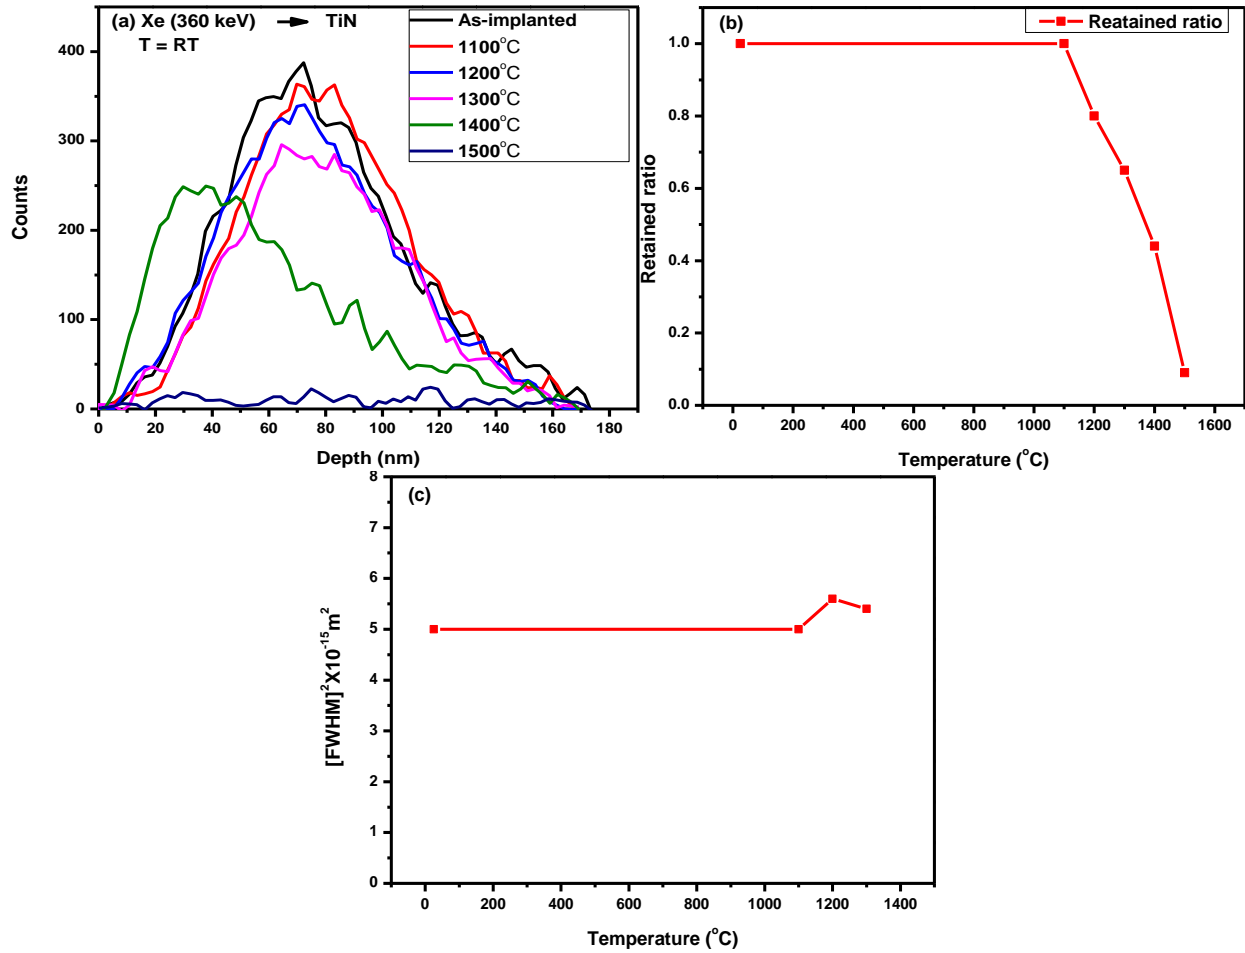 (a) Xe (360 keV) → TiN
T = RT
As-implanted
1100°C
1200°C
1300°C
1400°C
1500°C
400
300
200
100
0
Counts
0 20 40 60 80 100 120 140 160 180
Depth (nm)
(b)
Reatained ratio
1.0
0.8
0.6
0.4
0.2
0.0
Retained ratio
0 200 400 600 800 1000 1200 1400 1600
Temperature (°C)
(c)
8
7
6
5
4
3
2
1
0
[FWHM]²X10⁻¹⁵m²
0 200 400 600 800 1000 1200 1400
Temperature (°C)